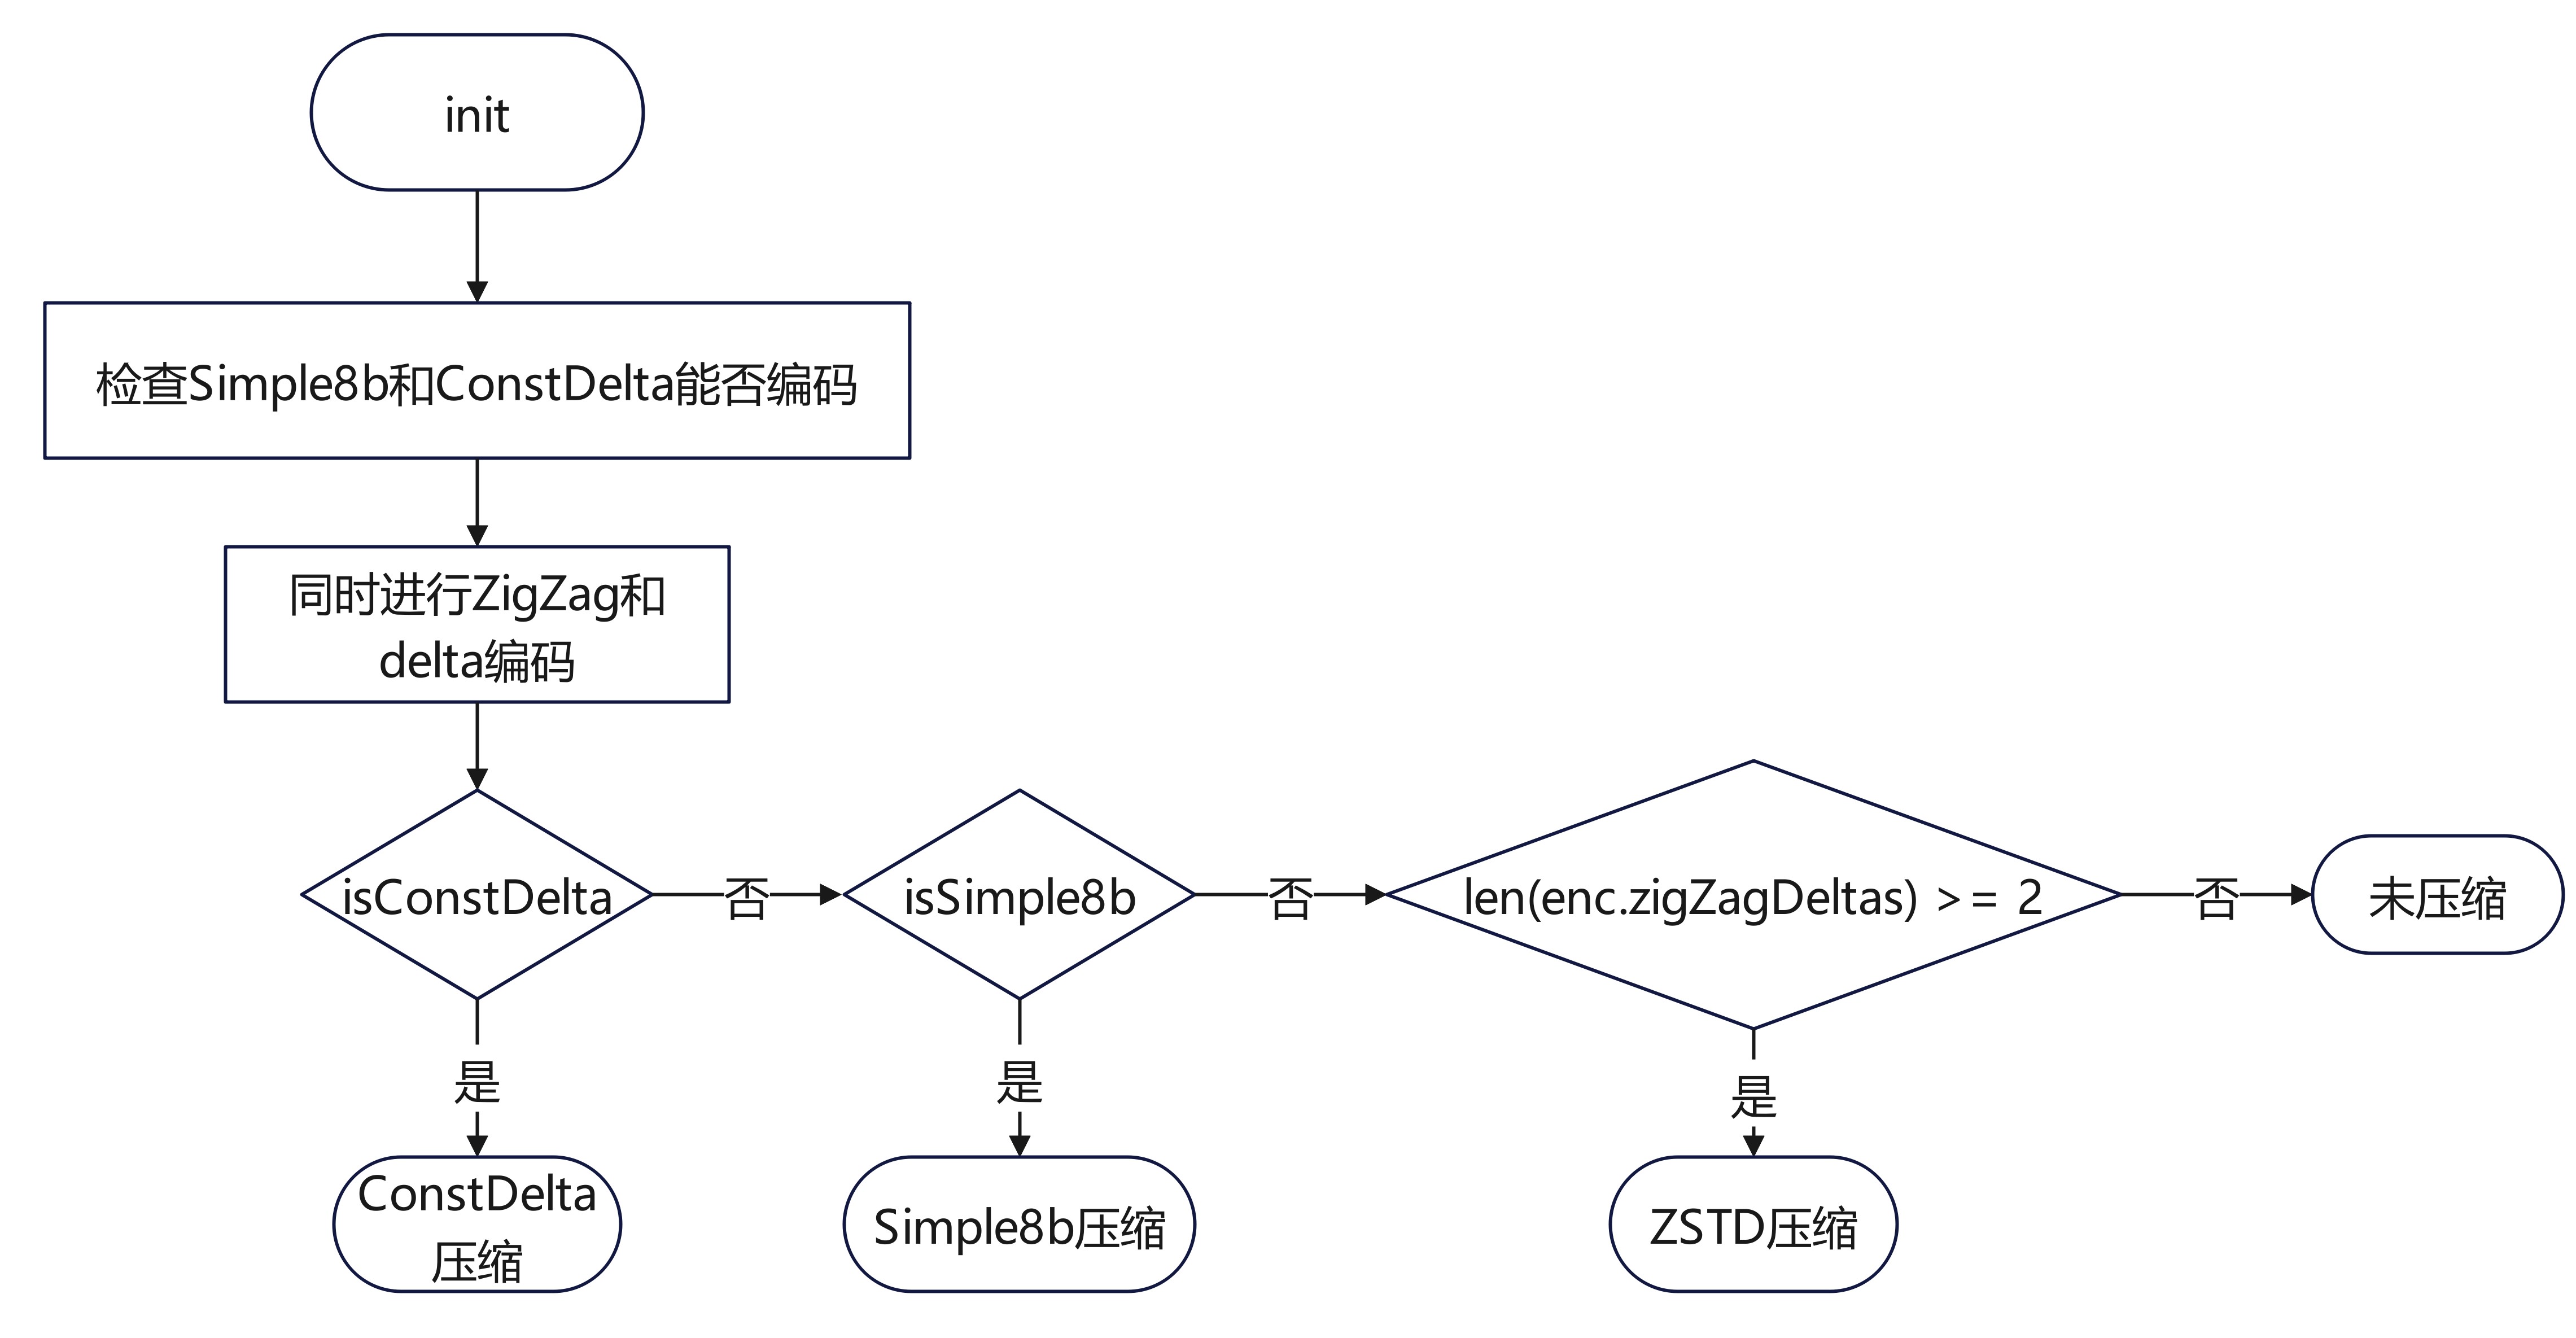 init
检查Simple8b和ConstDelta能否编码
同时进行ZigZag和
delta编码
isConstDelta
否
isSimple8b
否
len(enc.zigZagDeltas) >= 2
否
未压缩
是
是
是
ConstDelta
压缩
Simple8b压缩
ZSTD压缩